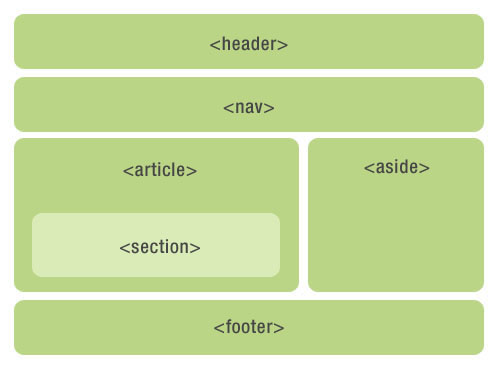 <header>
<nav>
<article>
<aside>
<section>
<footer>